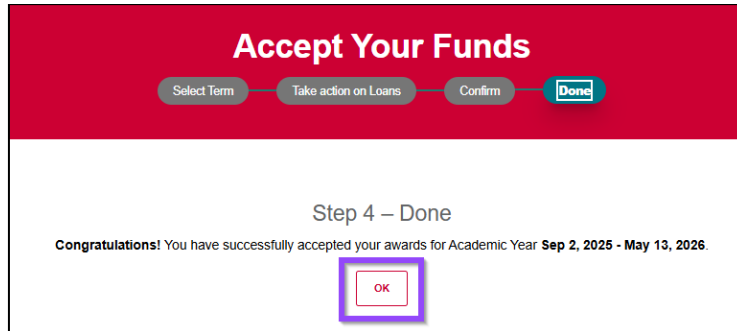 Accept Your Funds
Select Term Take action on Loans Confirm Done
Step 4 – Done
Congratulations! You have successfully accepted your awards for Academic Year Sep 2, 2025 - May 13, 2026.
OK